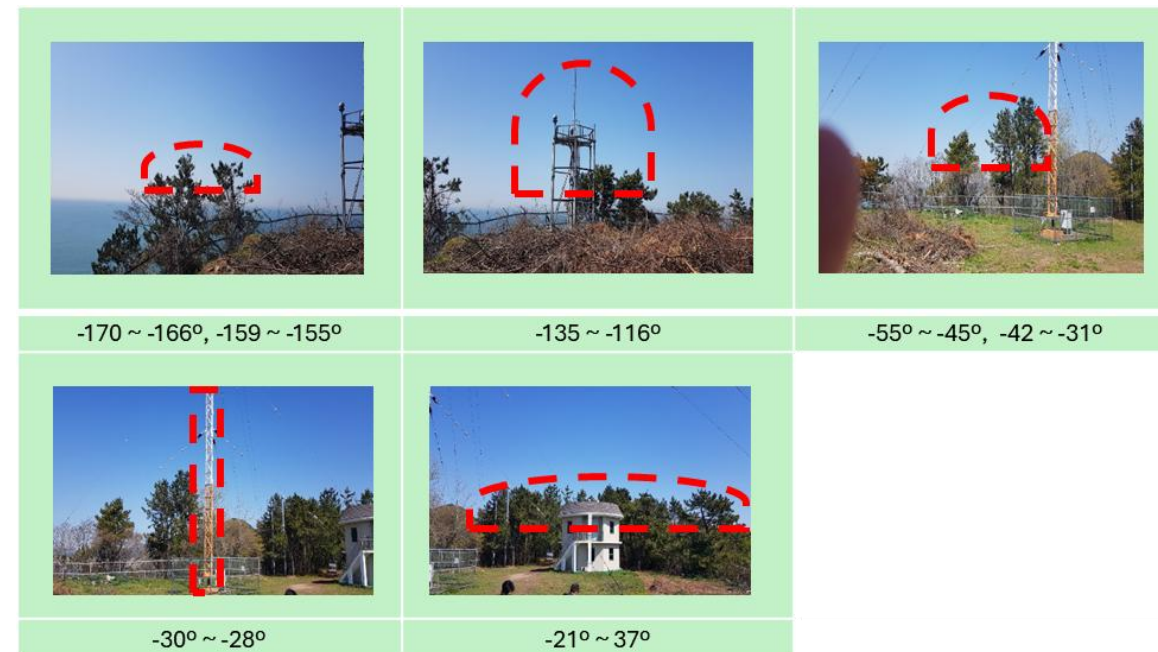 -170 ~ -166º, -159 ~ -155º
-135 ~ -116º
-55º ~ -45º, -42 ~ -31º
-30º ~ -28º
-21º ~ 37º